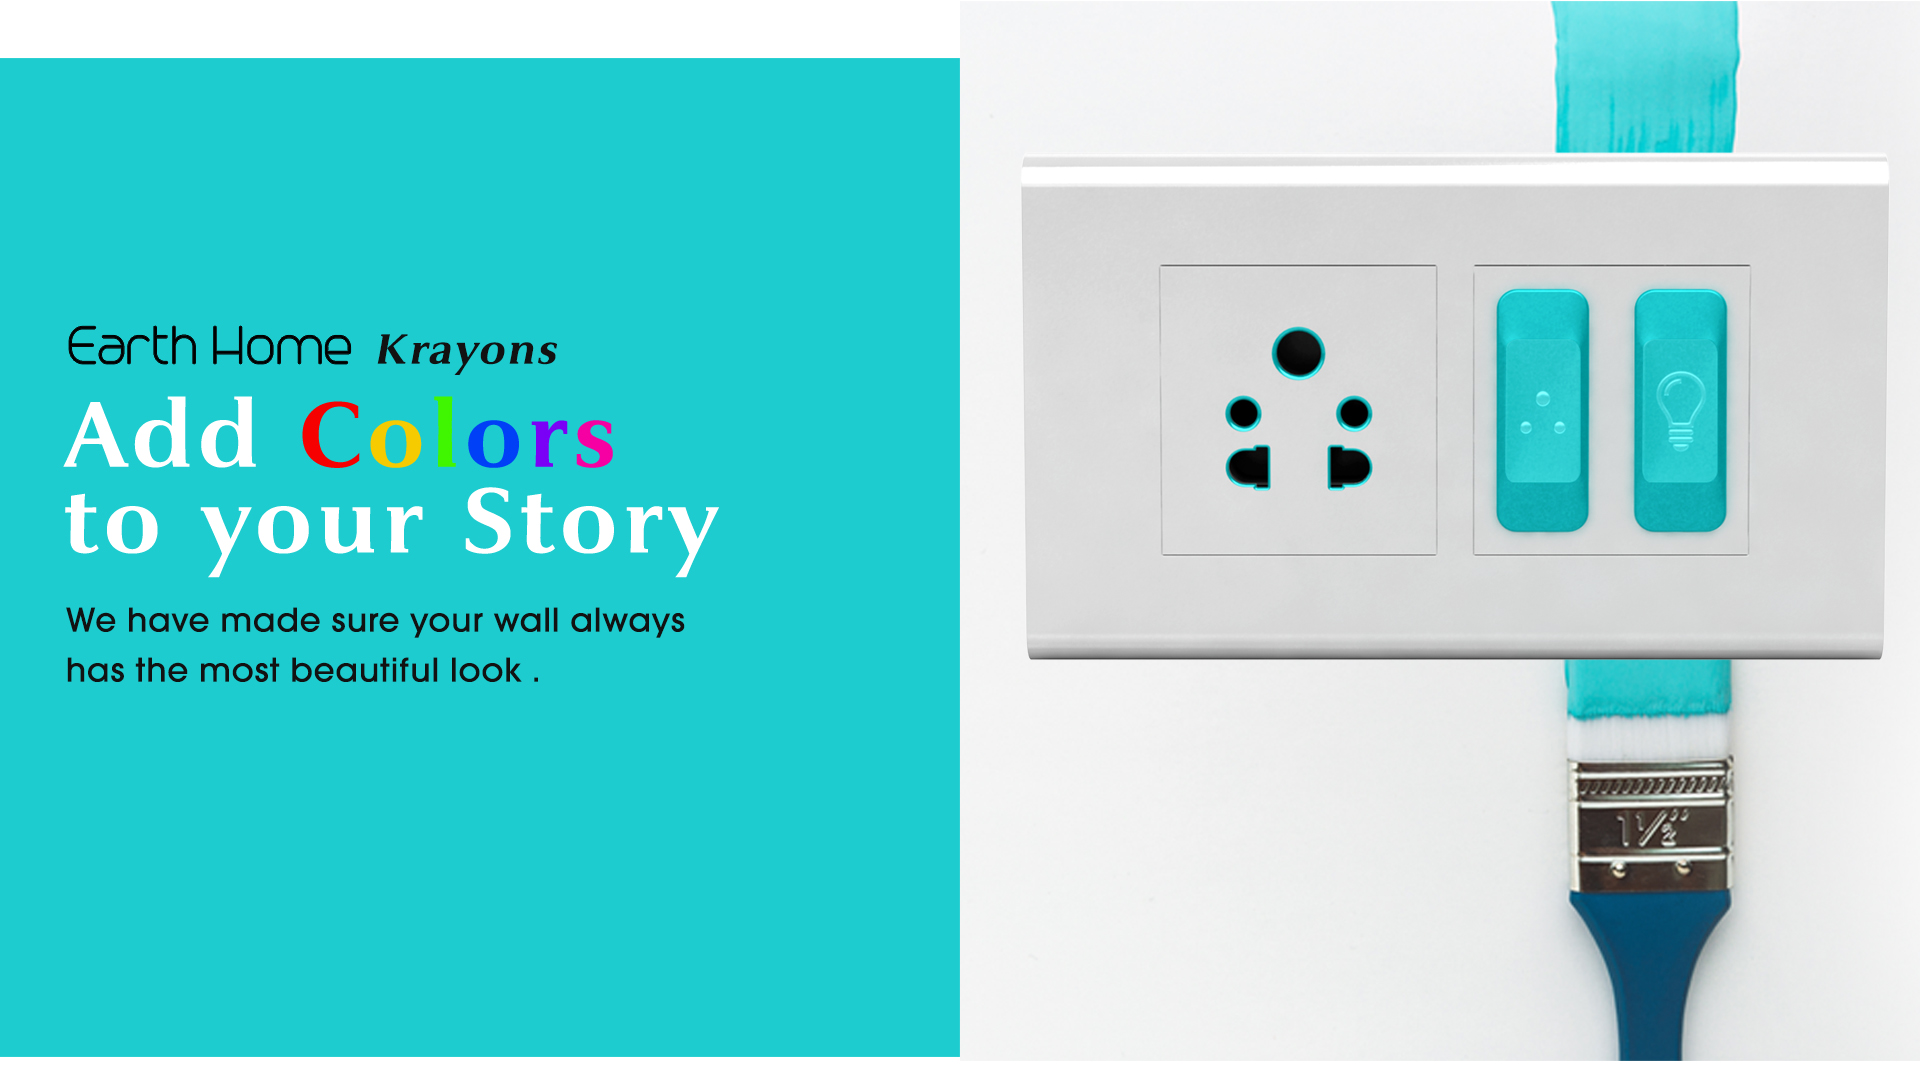 Earth Home Krayons
Add Colors
to your Story
We have made sure your wall always
has the most beautiful look .
1½"